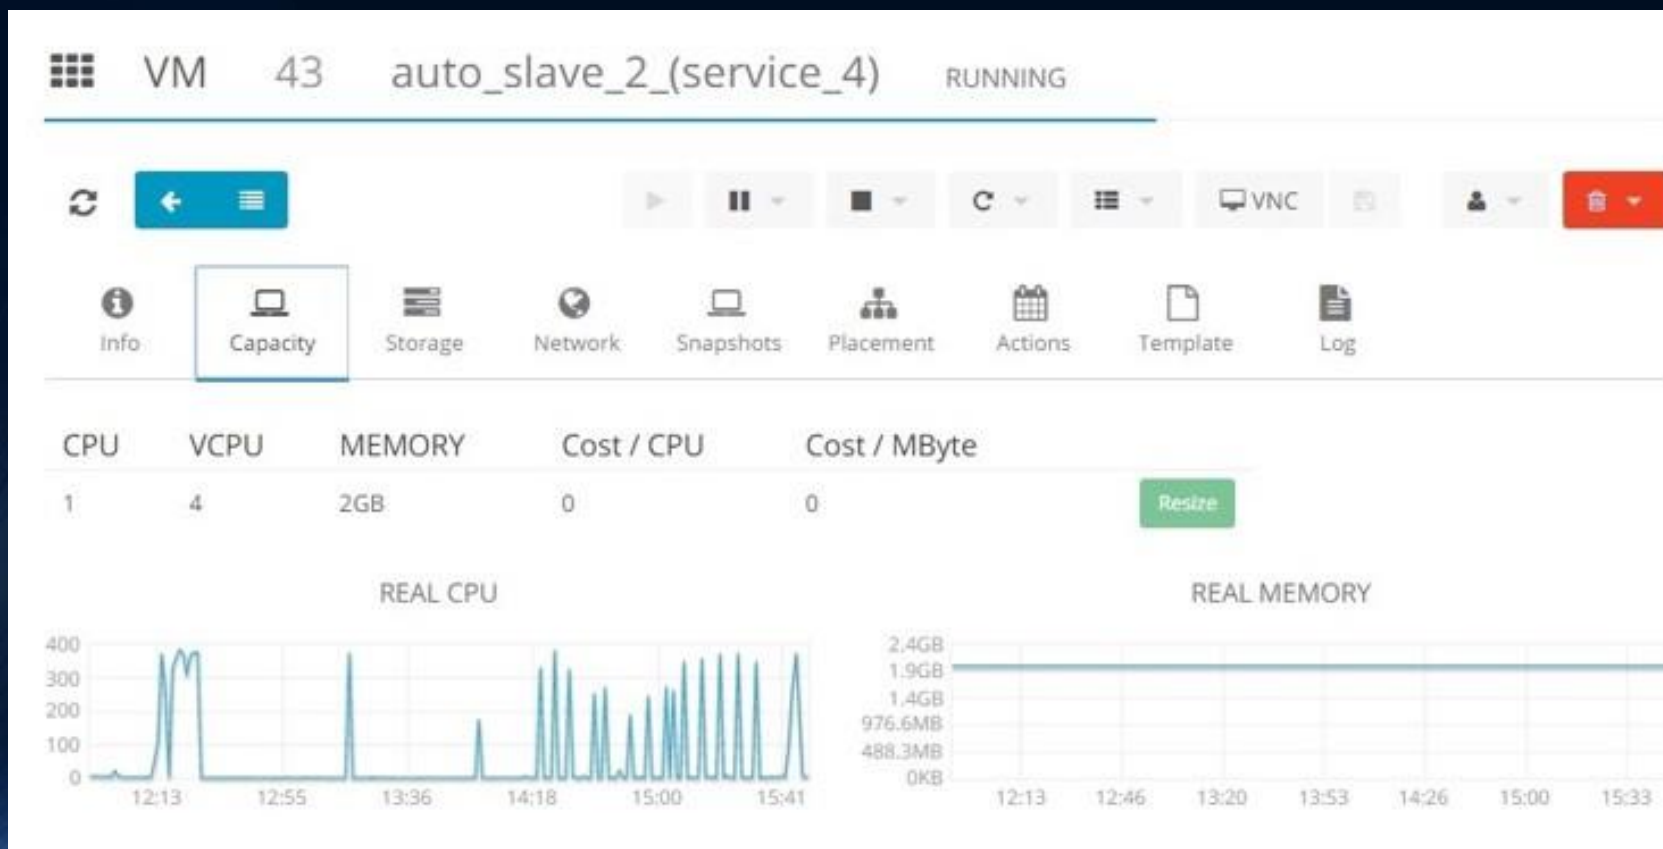 VM 43 auto_slave_2_(service_4) RUNNING
VNC
Info Capacity Storage Network Snapshots Placement Actions Template Log
CPU VCPU MEMORY Cost / CPU Cost / MByte
1 4 2GB 0 0 Resize
REAL CPU
400
300
200
100
0
12:13 12:55 13:36 14:18 15:00 15:41
REAL MEMORY
2.4GB
1.9GB
1.4GB
976.6MB
488.3MB
0KB
12:13 12:46 13:20 13:53 14:26 15:00 15:33